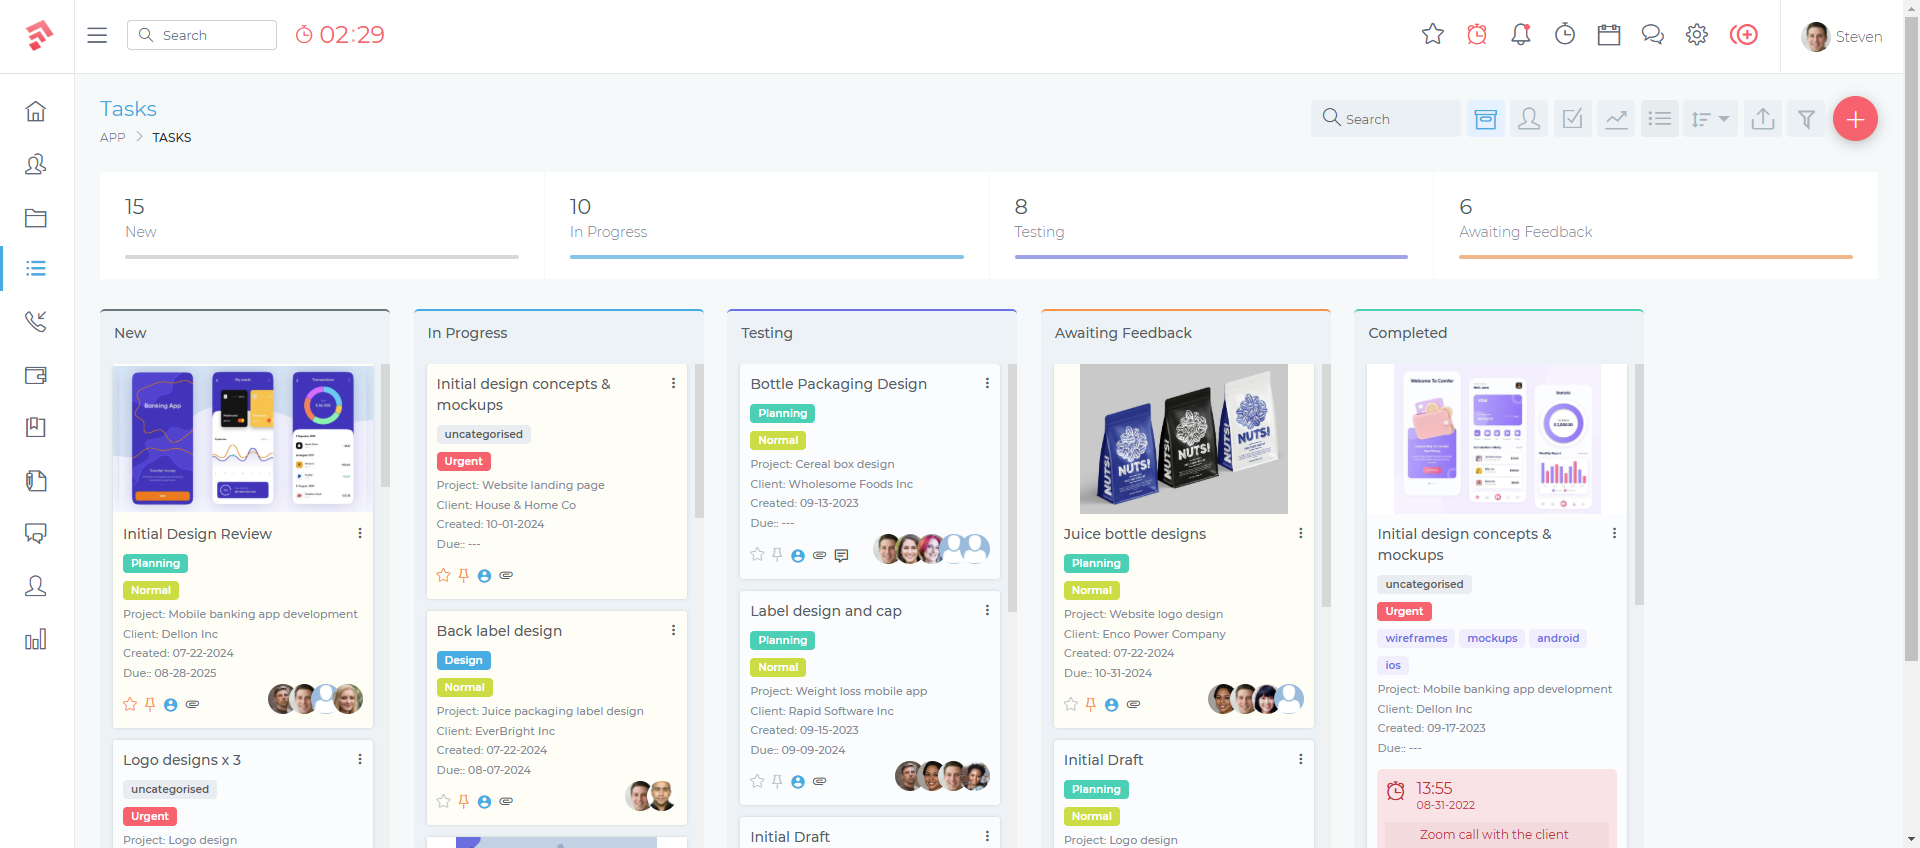 Search
02:29
Steven
Tasks
APP > TASKS
Search
15
New
10
In Progress
8
Testing
6
Awaiting Feedback
New
Banking App
Initial Design Review
Planning
Normal
Project: Mobile banking app development
Client: Dellon Inc
Created: 07-22-2024
Due:: 08-28-2025
Logo designs x 3
uncategorised
Urgent
Project: Logo design
In Progress
Initial design concepts &
mockups
uncategorised
Urgent
Project: Website landing page
Client: House & Home Co
Created: 10-01-2024
Due:: ---
Back label design
Design
Normal
Project: Juice packaging label design
Client: EverBright Inc
Created: 07-22-2024
Due:: 08-07-2024
Testing
Bottle Packaging Design
Planning
Normal
Project: Cereal box design
Client: Wholesome Foods Inc
Created: 09-13-2023
Due:: ---
Label design and cap
Planning
Normal
Project: Weight loss mobile app
Client: Rapid Software Inc
Created: 09-15-2023
Due:: 09-09-2024
Initial Draft
Awaiting Feedback
NUTS!
NUTS!
NUTS!
NUTS!
NUTS!
NUTS!
Juice bottle designs
Planning
Normal
Project: Website logo design
Client: Enco Power Company
Created: 07-22-2024
Due:: 10-31-2024
Initial Draft
Planning
Normal
Project: Logo design
Completed
Initial design concepts &
mockups
uncategorised
Urgent
wireframes mockups android
ios
Project: Mobile banking app development
Client: Dellon Inc
Created: 09-17-2023
Due:: ---
13:55
08-31-2022
Zoom call with the client